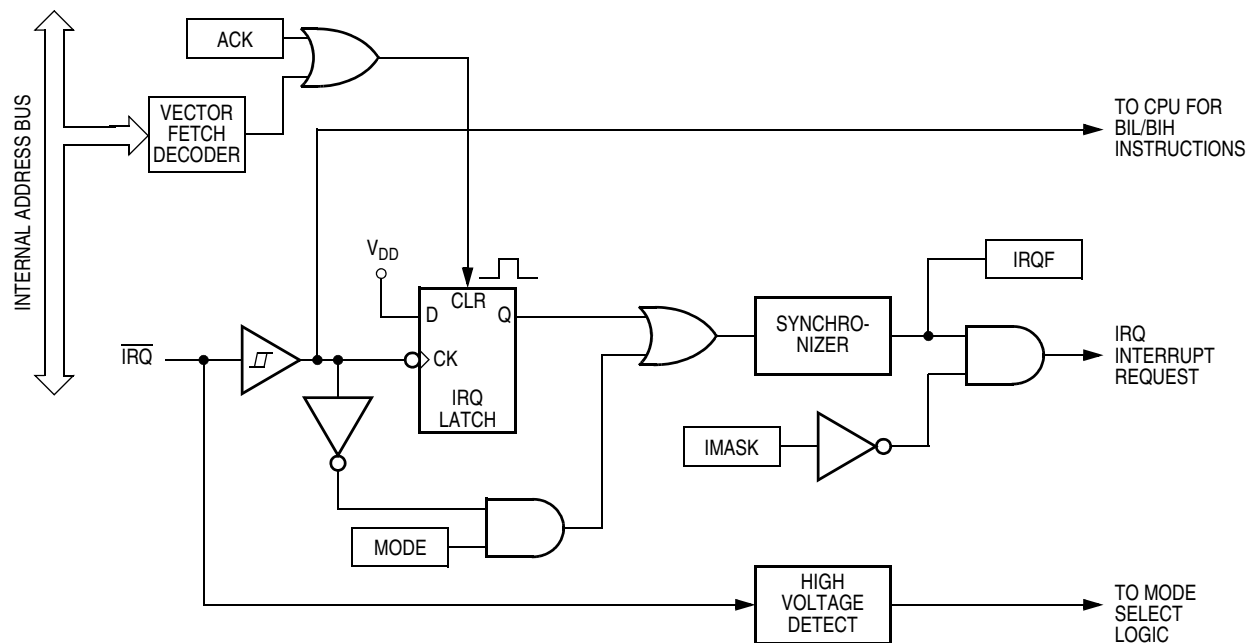 INTERNAL ADDRESS BUS
ACK
VECTOR
FETCH
DECODER
TO CPU FOR
BIL/BIH
INSTRUCTIONS
VDD
CLR
D
Q
CK
IRQ
LATCH
IRQ
SYNCHRO-
NIZER
IRQF
IRQ
INTERRUPT
REQUEST
IMASK
MODE
HIGH
VOLTAGE
DETECT
TO MODE
SELECT
LOGIC